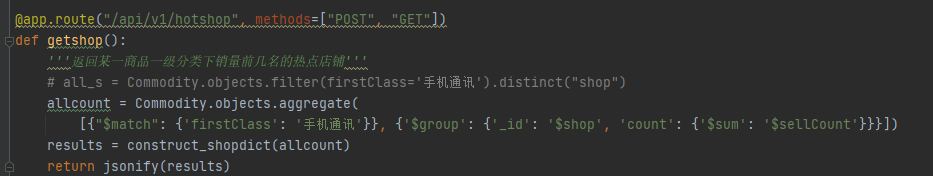 @app.route("/api/v1/hotshop", methods=["POST", "GET"])
def getshop():
    '''返回某一商品一级分类下销量前几名的热点店铺'''
    # all_s = Commodity.objects.filter(firstClass='手机通讯').distinct("shop")
    allcount = Commodity.objects.aggregate(
        [{"$match": {'firstClass': '手机通讯'}}, {'$group': {'_id': '$shop', 'count': {'$sum': '$sellCount'}}}])
    results = construct_shopdict(allcount)
    return jsonify(results)